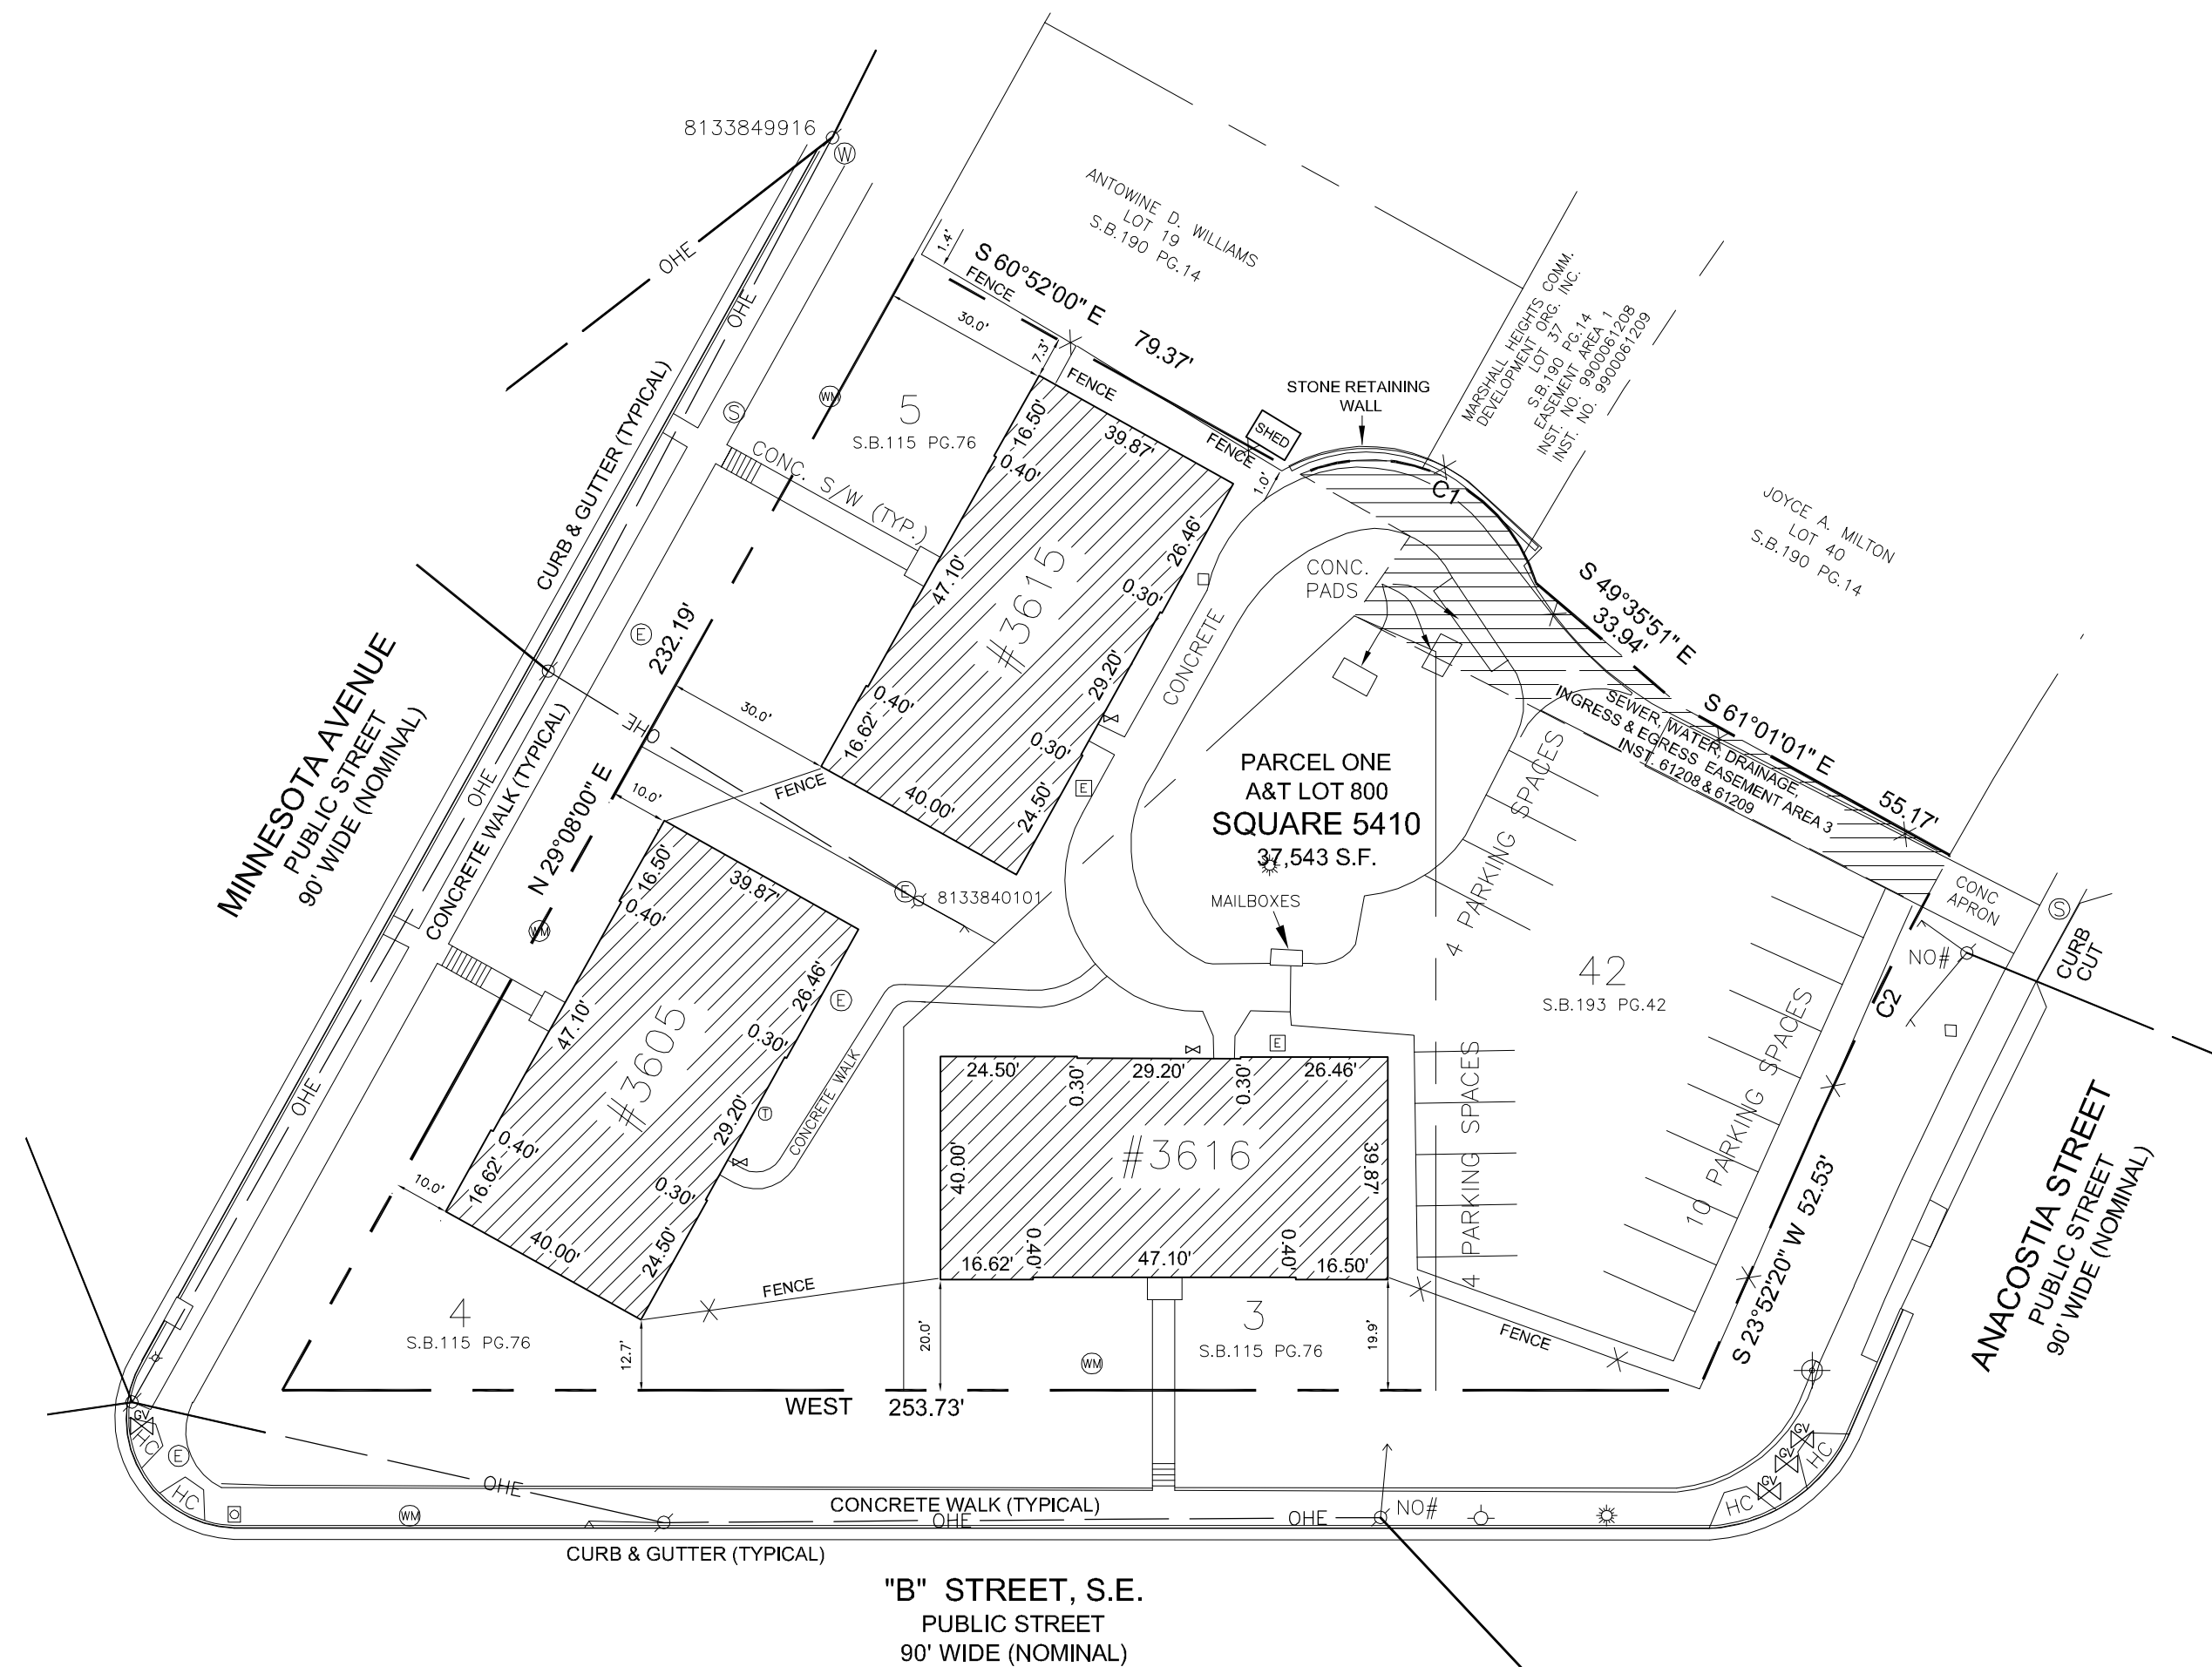 8133849916
W
OHE
OHE
ANTOWINE D. WILLIAMS
LOT 19
S.B.190 PG.14
1.4'
S 60°52'00" E 79.37'
FENCE
30.0'
7.3'
FENCE
FENCE
SHED
1.0'
STONE RETAINING
WALL
MARSHALL HEIGHTS COMM.
DEVELOPMENT ORG. INC.
LOT 37
S.B.190 PG.14
EASEMENT AREA 1
INST. NO. 9900061208
INST. NO. 9900061209
C1
JOYCE A. MILTON
LOT 40
S.B.190 PG.14
CURB & GUTTER (TYPICAL)
S
WM
5
S.B.115 PG.76
CONC. S/W (TYP.)
16.50'
39.87'
0.40'
47.10'
#3615
26.46'
0.30'
29.20'
0.40'
16.62'
0.30'
40.00'
24.50'
E
CONCRETE
CONC.
PADS
S 49°35'51" E
33.94'
S 61°01'01" E 55.17'
SEWER, WATER, DRAINAGE,
INGRESS & EGRESS EASEMENT AREA 3
INST. 61208 & 61209
E
232.19'
N 29°08'00" E
30.0'
OHE
10.0'
FENCE
MINNESOTA AVENUE
PUBLIC STREET
90' WIDE (NOMINAL)
OHE
CONCRETE WALK (TYPICAL)
PARCEL ONE
A&T LOT 800
SQUARE 5410
37,543 S.F.
MAILBOXES
4 PARKING SPACES
42
S.B.193 PG.42
CONC
APRON
S
CURB
CUT
NO#
C2
E
8133840101
WM
16.50'
39.87'
0.40'
47.10'
#3605
26.46'
0.30'
29.20'
0.40'
16.62'
0.30'
40.00'
24.50'
E
T
CONCRETE WALK
OHE
10.0'
E
24.50'
0.30'
29.20'
0.30'
26.46'
40.00'
#3616
39.87'
16.62'
0.40'
47.10'
0.40'
16.50'
4 PARKING SPACES
10 PARKING SPACES
S 23°52'20" W 52.53'
ANACOSTIA STREET
PUBLIC STREET
90' WIDE (NOMINAL)
4
S.B.115 PG.76
FENCE
12.7'
20.0'
3
S.B.115 PG.76
WM
19.9'
FENCE
WEST 253.73'
GV
HC
E
HC
WM
OHE
CONCRETE WALK (TYPICAL)
OHE
OHE
NO#
GV
GV
GV
HC
HC
CURB & GUTTER (TYPICAL)
"B" STREET, S.E.
PUBLIC STREET
90' WIDE (NOMINAL)